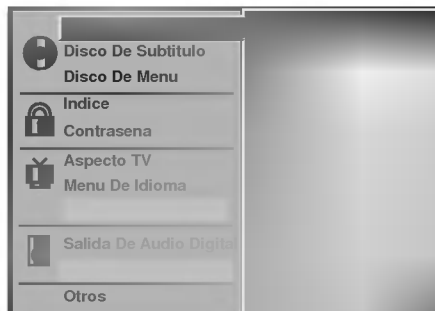 Disco De Subtitulo
Disco De Menu
Indice
Contrasena
Aspecto TV
Menu De Idioma
Salida De Audio Digita
Otros